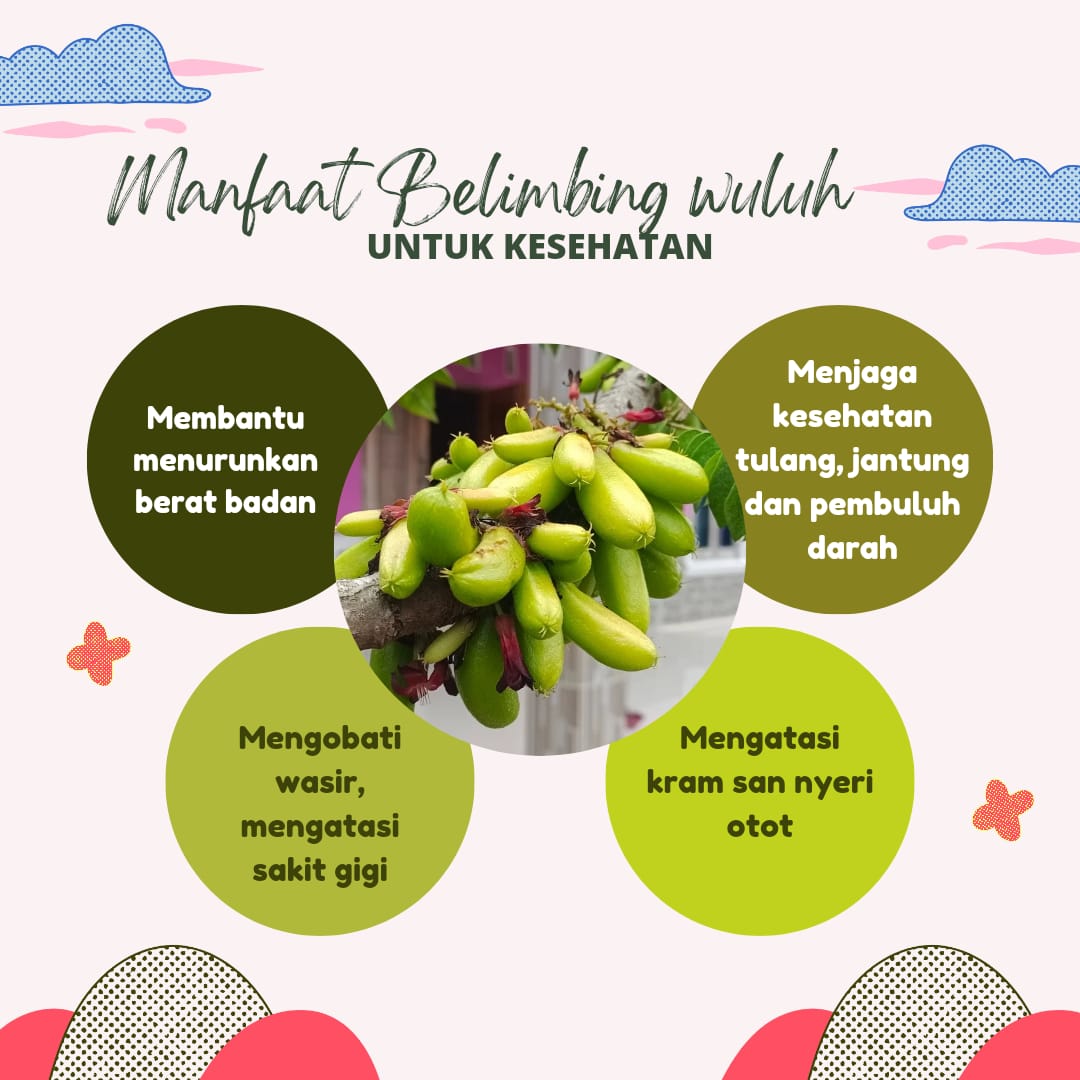 Manfaat Belimbing wuluh
UNTUK KESEHATAN
Membantu
menurunkan
berat badan
Menjaga
kesehatan
tulang, jantung
dan pembuluh
darah
Mengobati
wasir,
mengatasi
sakit gigi
Mengatasi
kram san nyeri
otot